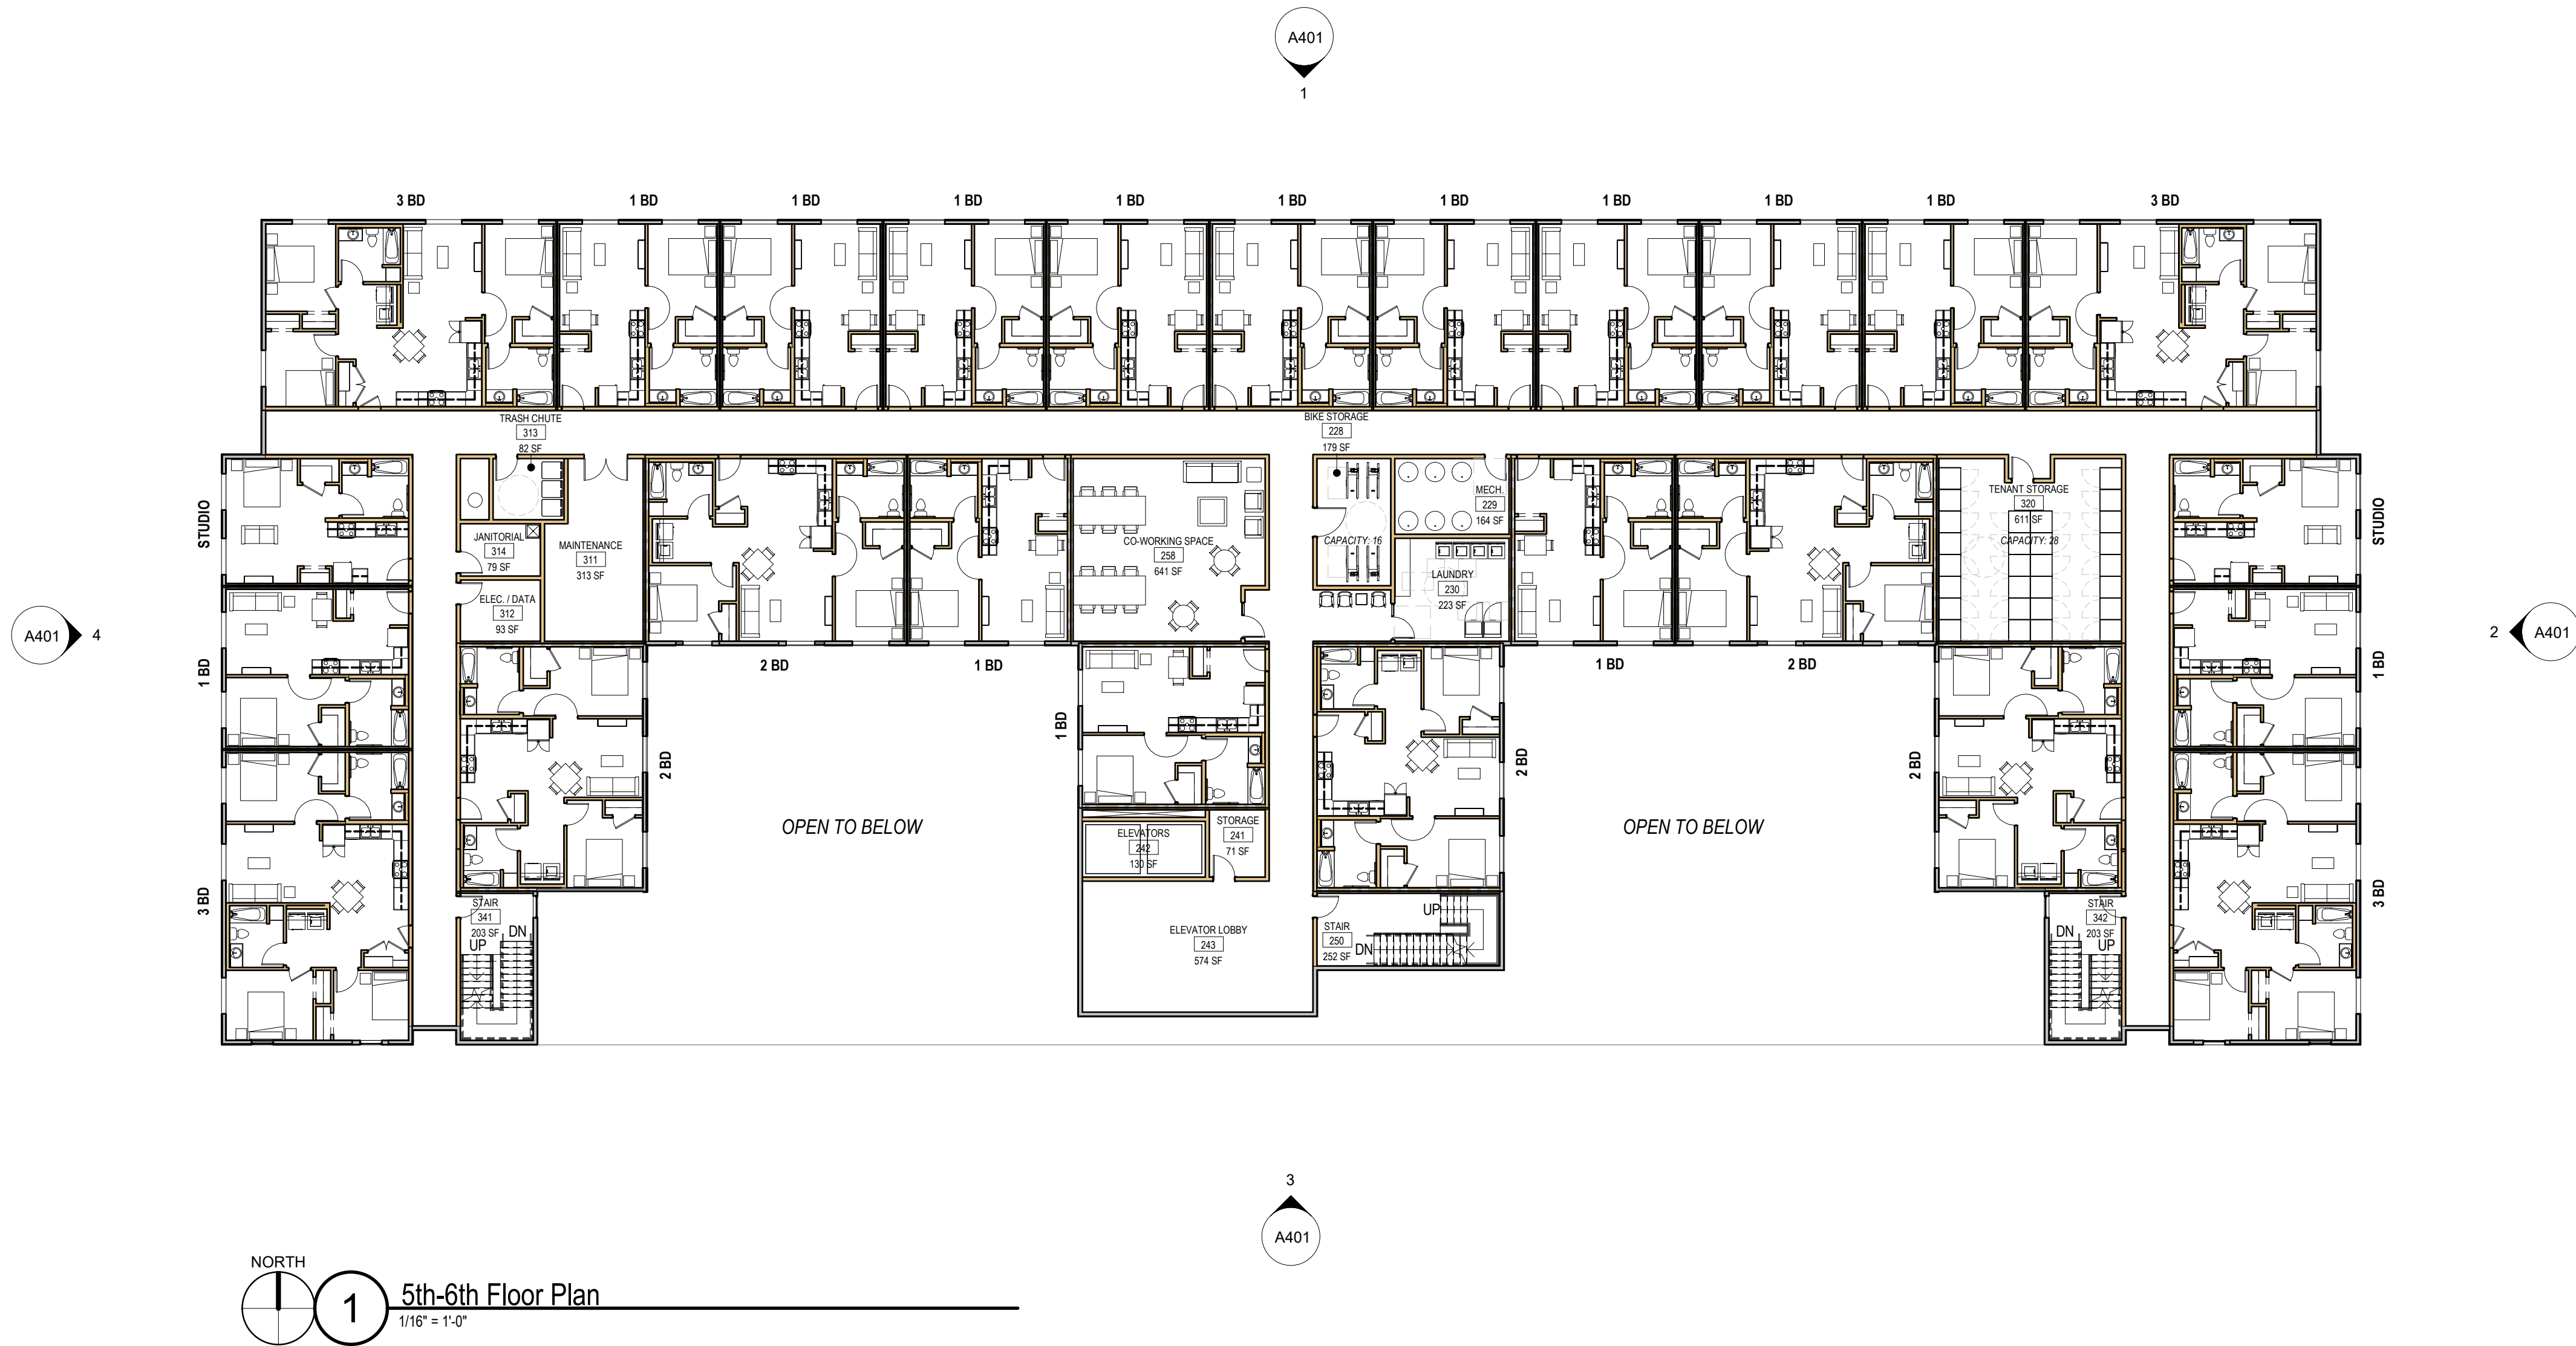 A401
1
3 BD
1 BD
1 BD
1 BD
1 BD
1 BD
1 BD
1 BD
1 BD
1 BD
3 BD
TRASH CHUTE
313
82 SF
BIKE STORAGE
228
179 SF
CAPACITY: 16
STUDIO
JANITORIAL
314
79 SF
MAINTENANCE
311
313 SF
ELEC. / DATA
312
93 SF
CO-WORKING SPACE
258
641 SF
MECH.
229
164 SF
LAUNDRY
230
223 SF
TENANT STORAGE
320
611 SF
CAPACITY: 28
STUDIO
A401
4
2
A401
1 BD
2 BD
1 BD
1 BD
2 BD
1 BD
2 BD
1 BD
2 BD
2 BD
OPEN TO BELOW
ELEVATORS
242
130 SF
STORAGE
241
71 SF
OPEN TO BELOW
3 BD
3 BD
STAIR
341
203 SF
UP
DN
ELEVATOR LOBBY
243
574 SF
STAIR
250
252 SF
UP
DN
STAIR
342
203 SF
DN
UP
3
A401
NORTH
1
5th-6th Floor Plan
1/16" = 1'-0"